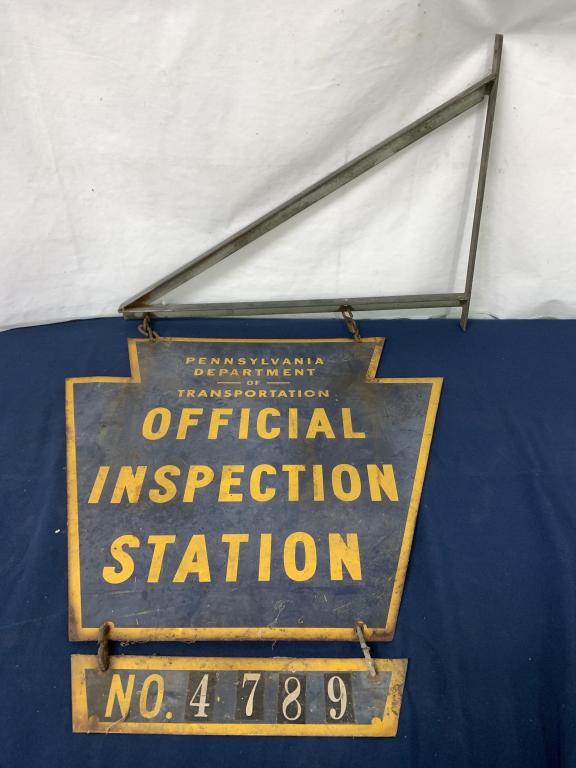 PENNSYLVANIA
DEPARTMENT
OF
TRANSPORTATION
OFFICIAL
INSPECTION
STATION
NO. 4789